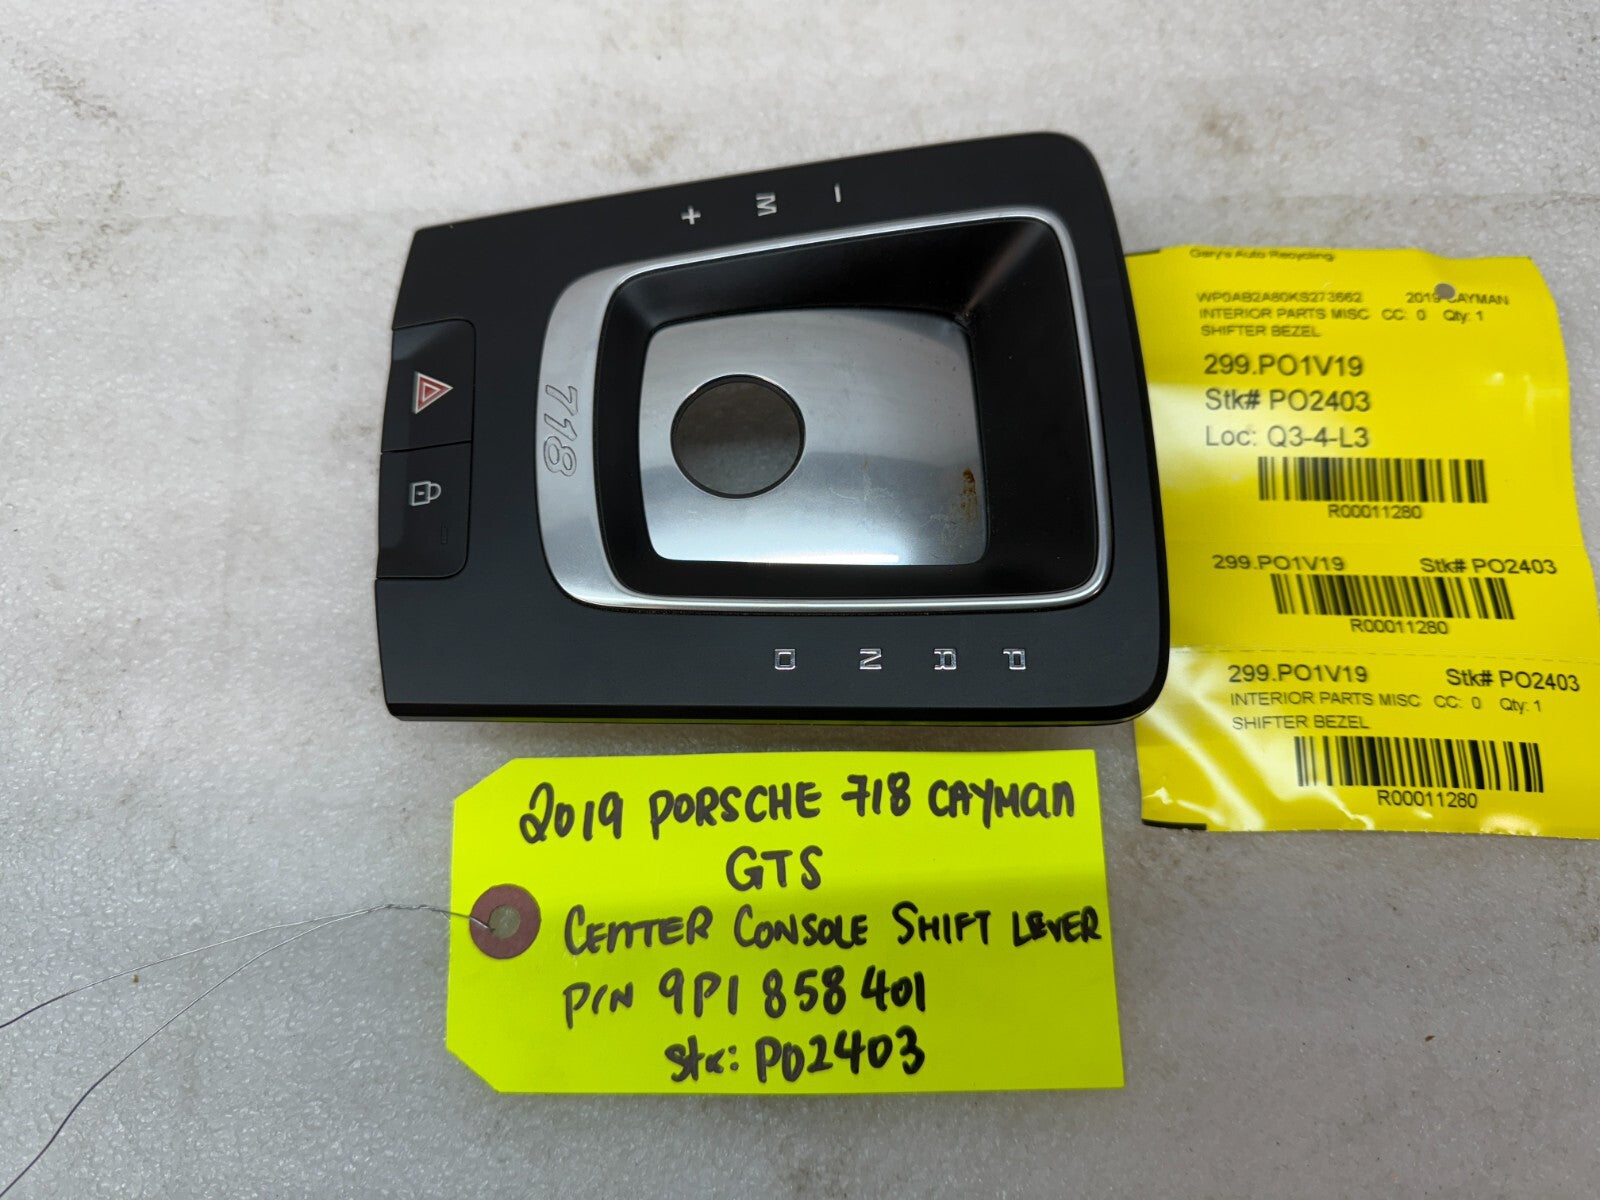 + M -
718
D N R P
Gary's Auto Recycling
WP0AB2A80KS273662 2019 CAYMAN
INTERIOR PARTS MISC CC: 0 Qty: 1
SHIFTER BEZEL
299.PO1V19
Stk# PO2403
Loc: Q3-4-L3
R00011280
299.PO1V19 Stk# PO2403
R00011280
299.PO1V19 Stk# PO2403
INTERIOR PARTS MISC CC: 0 Qty: 1
SHIFTER BEZEL
R00011280
2019 PORSCHE 718 CAYMAN
GTS
CENTER CONSOLE SHIFT LEVER
P/N 9P1 858 401
Stk: PO2403